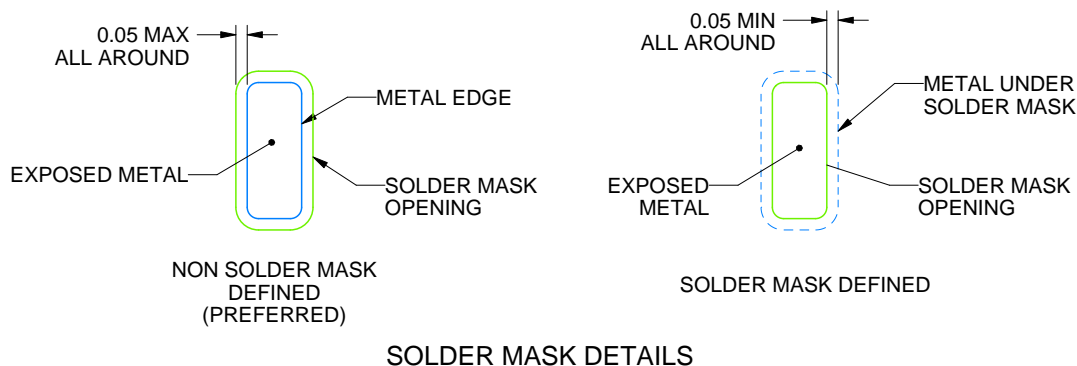 0.05 MAX
ALL AROUND
METAL EDGE
EXPOSED METAL
SOLDER MASK
OPENING
NON SOLDER MASK
DEFINED
(PREFERRED)
0.05 MIN
ALL AROUND
METAL UNDER
SOLDER MASK
EXPOSED
METAL
SOLDER MASK
OPENING
SOLDER MASK DEFINED
SOLDER MASK DETAILS